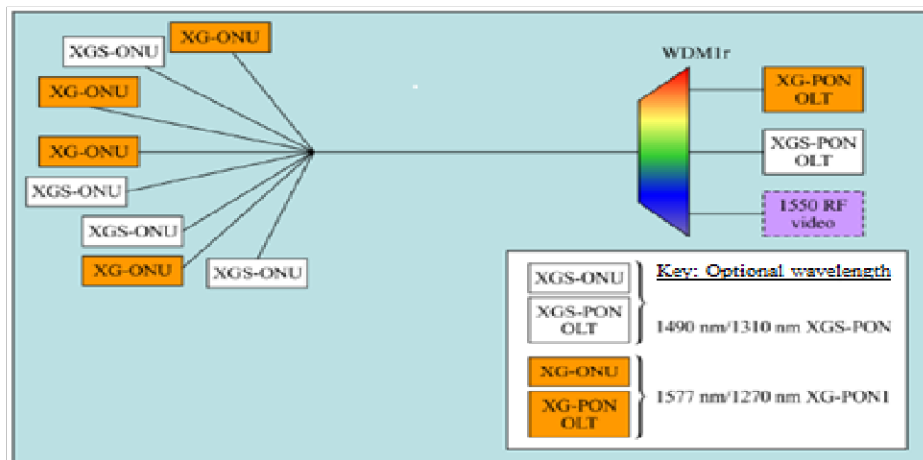 XG-ONU
XGS-ONU
XG-ONU
XG-ONU
XGS-ONU
XGS-ONU
XG-ONU
XGS-ONU
WDM1r
XG-PON
OLT
XGS-PON
OLT
1550 RF
video
Key: Optional wavelength
XGS-ONU
XGS-PON
OLT
1490 nm/1310 nm XGS-PON
XG-ONU
XG-PON
OLT
1577 nm/1270 nm XG-PON1